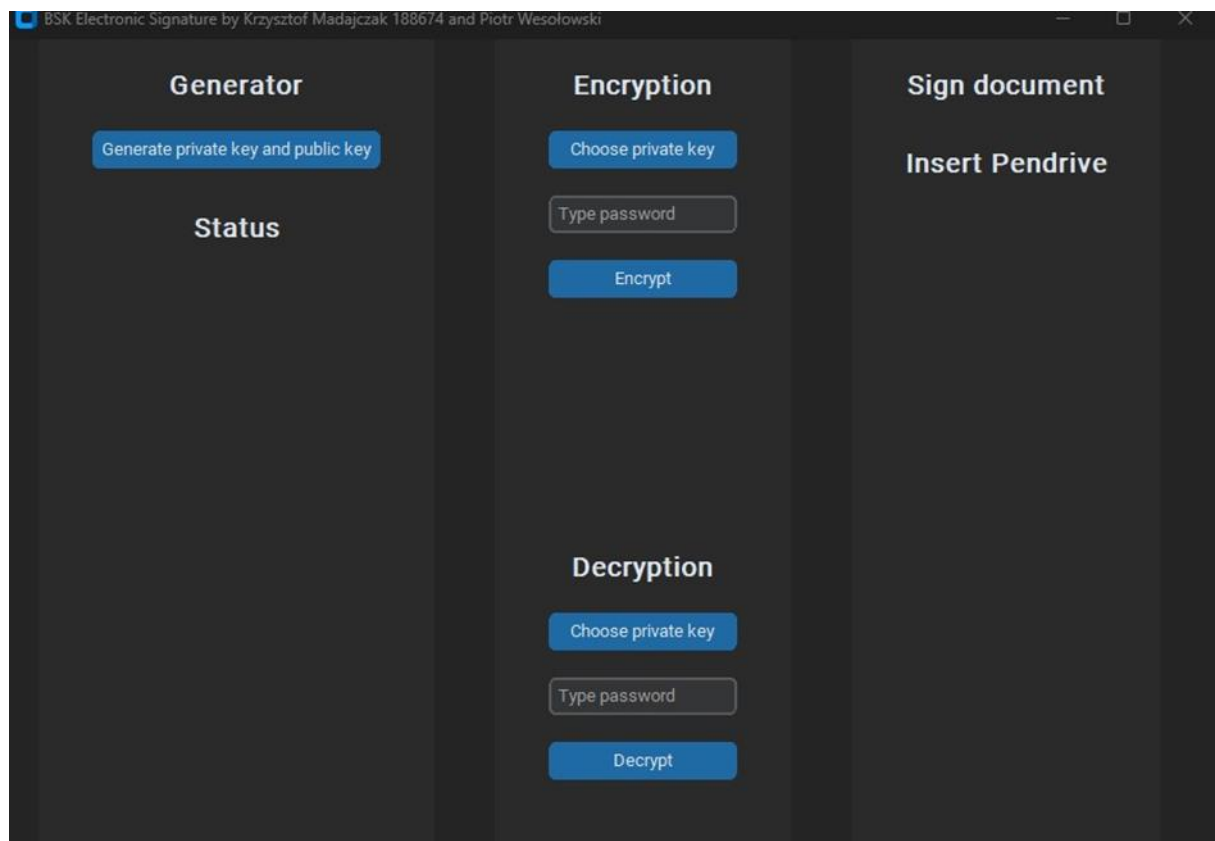 BSK Electronic Signature by Krzysztof Madajczak 188674 and Piotr Wesołowski
Generator
Generate private key and public key
Status
Encryption
Choose private key
Type password
Encrypt
Decryption
Choose private key
Type password
Decrypt
Sign document
Insert Pendrive